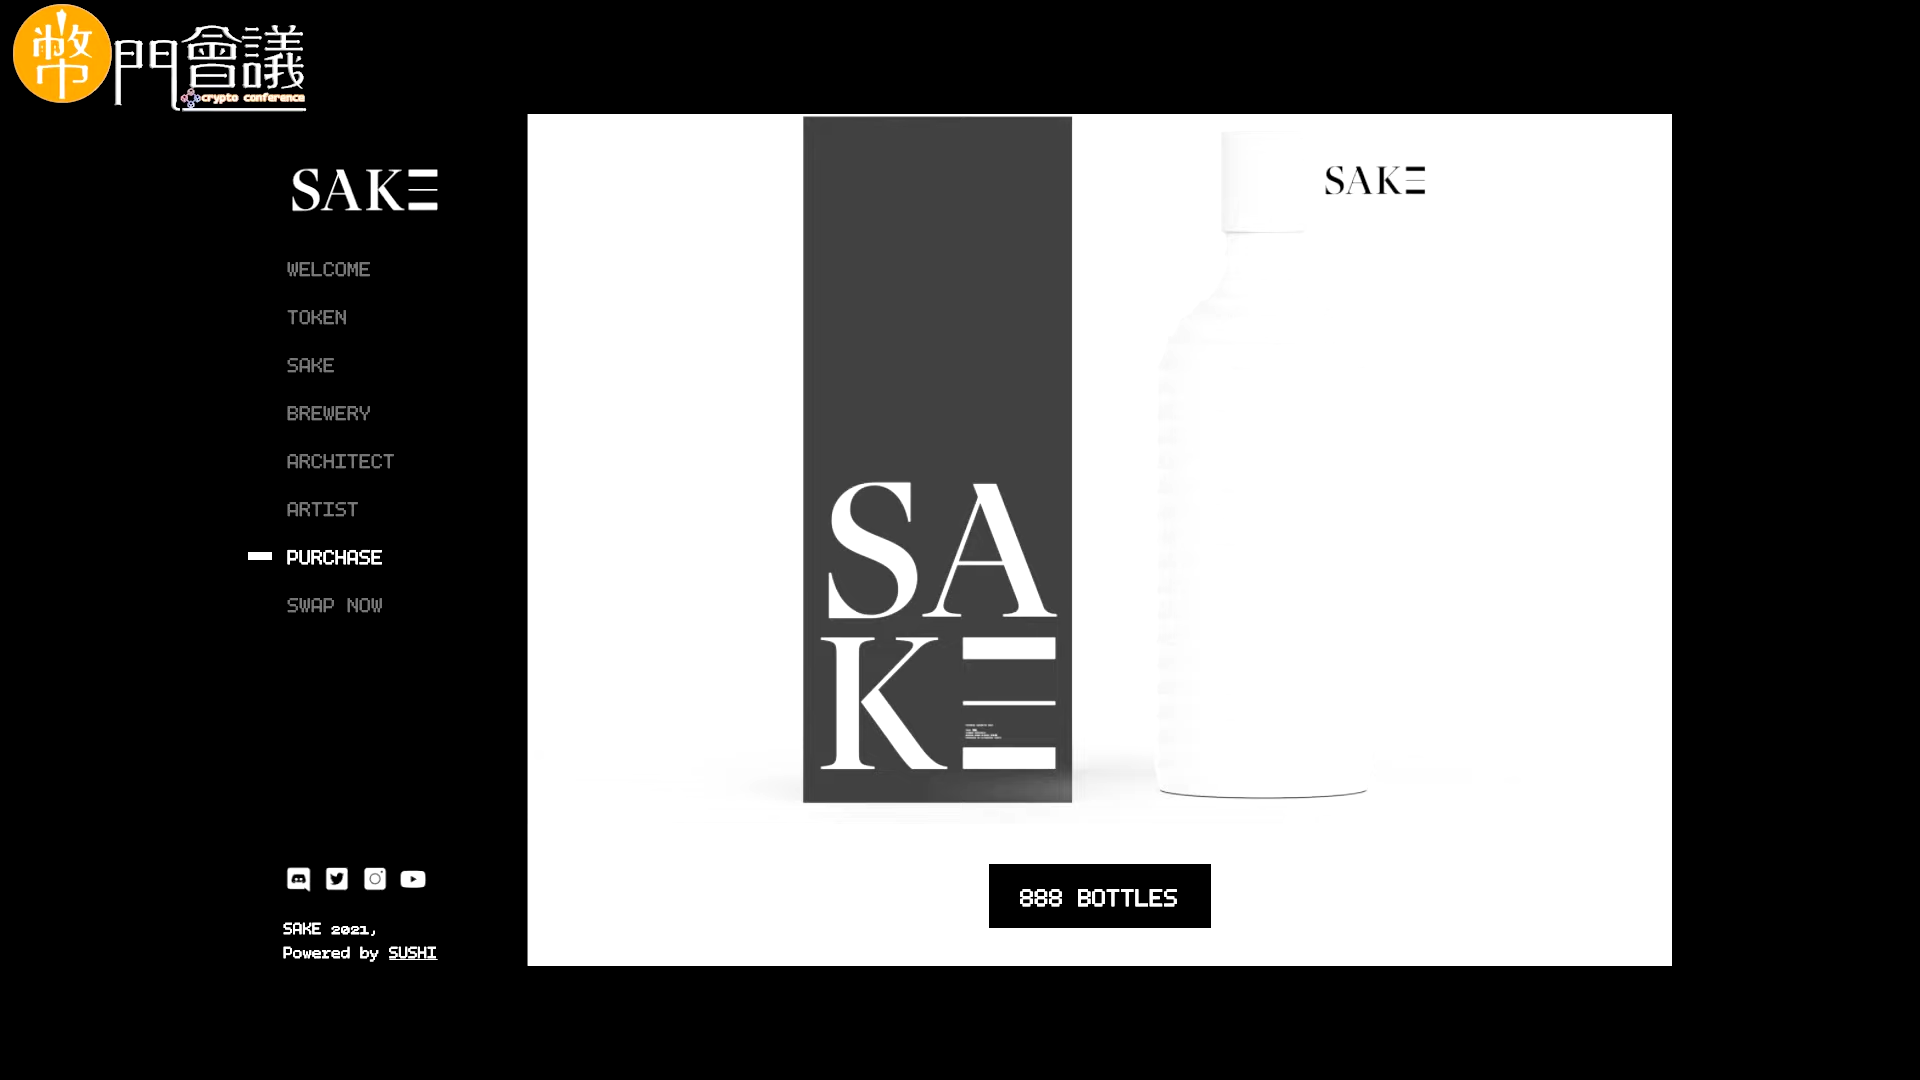 幣門會議
crypto conference
SAKE
WELCOME
TOKEN
SAKE
BREWERY
ARCHITECT
ARTIST
PURCHASE
SWAP NOW
SAKE 2021,
Powered by SUSHI
SA
KE
SAKE
888 BOTTLES